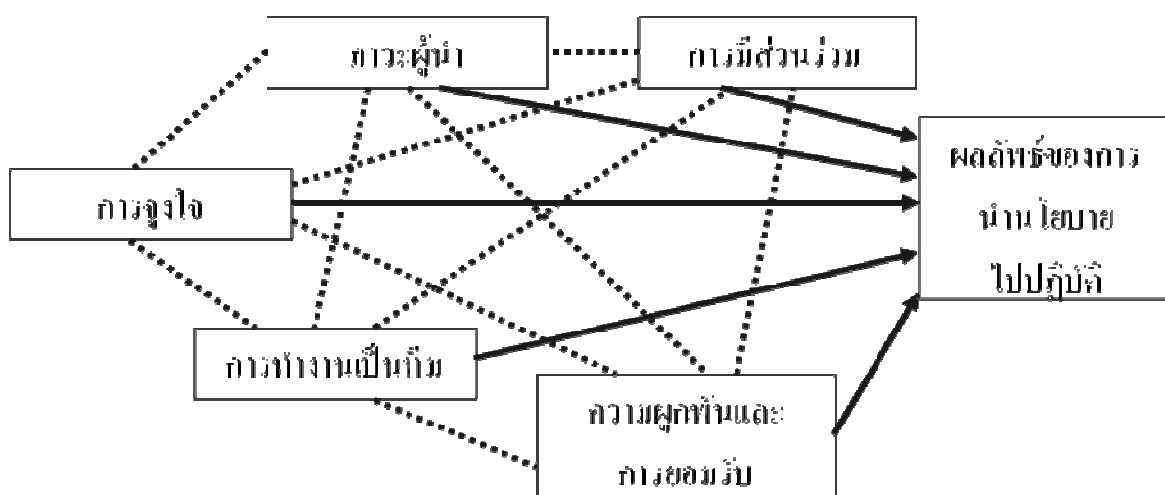 ภาวะผู้นำ
การมีส่วนร่วม
การจูงใจ
ผลลัพธ์ของการ
นำนโยบาย
ไปปฏิบัติ
การทำงานเป็นทีม
ความผูกพันและ
การยอมรับ